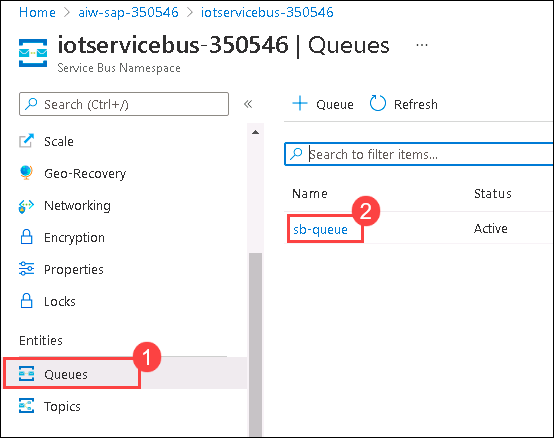 Home > aiw-sap-350546 > iotservicebus-350546
iotservicebus-350546 | Queues ...
Service Bus Namespace
Search (Ctrl+/) «
Scale
Geo-Recovery
Networking
Encryption
Properties
Locks
Entities
Queues 1
Topics
+ Queue Refresh
Search to filter items...
Name Status
2
sb-queue Active